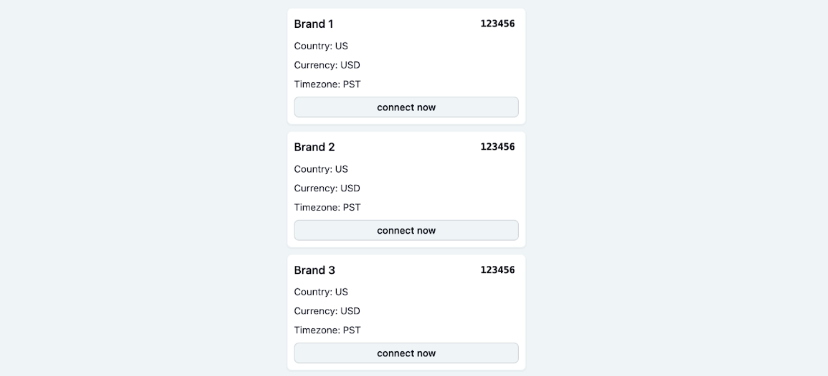 Brand 1 123456
Country: US
Currency: USD
Timezone: PST
connect now
Brand 2 123456
Country: US
Currency: USD
Timezone: PST
connect now
Brand 3 123456
Country: US
Currency: USD
Timezone: PST
connect now